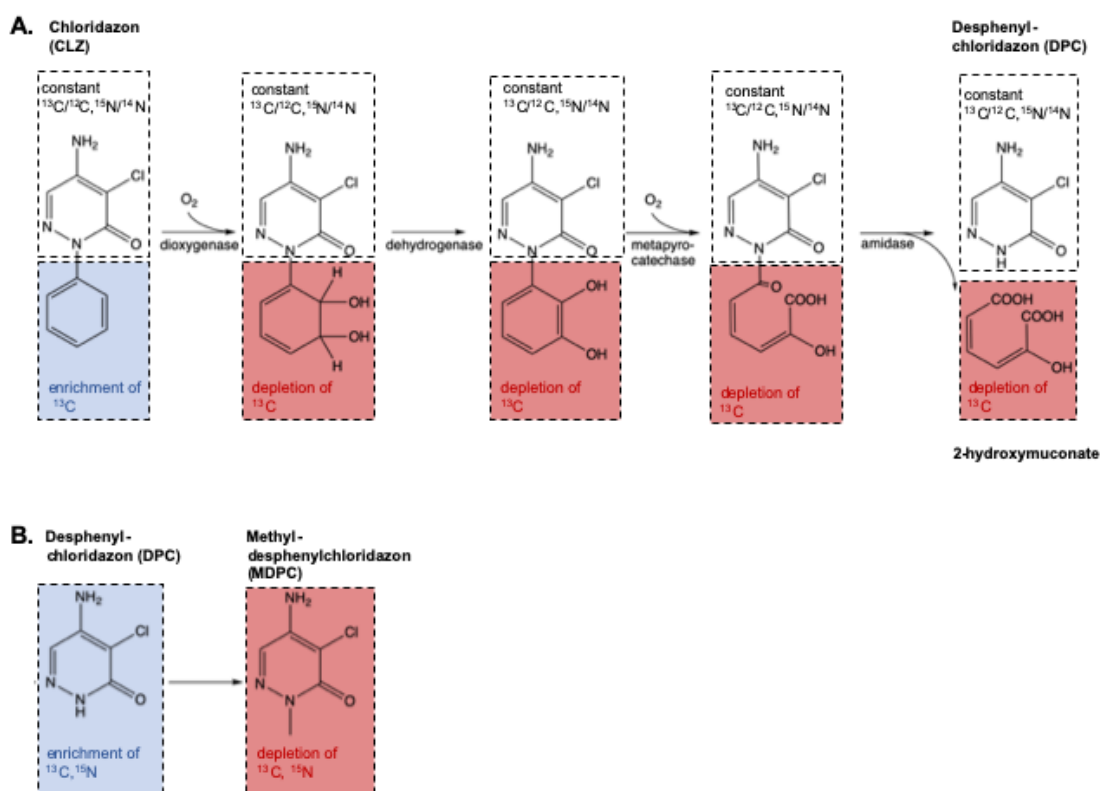 A.
Chloridazon
(CLZ)
Desphenyl-
chloridazon (DPC)
constant
¹³C/¹²C,¹⁵N/¹⁴N
NH₂
Cl
N
N
O
enrichment of
¹³C
O₂
dioxygenase
constant
¹³C/¹²C,¹⁵N/¹⁴N
NH₂
Cl
N
N
O
H
OH
OH
H
depletion of
¹³C
dehydrogenase
constant
¹³C/¹²C,¹⁵N/¹⁴N
NH₂
Cl
N
N
O
OH
OH
depletion of
¹³C
O₂
metapyro-
catechase
constant
¹³C/¹²C,¹⁵N/¹⁴N
NH₂
Cl
N
N
O
O
COOH
OH
depletion of
¹³C
amidase
constant
¹³C/¹²C,¹⁵N/¹⁴N
NH₂
Cl
N
N
H
O
COOH
COOH
OH
depletion of
¹³C
2-hydroxymuconate
B.
Desphenyl-
chloridazon (DPC)
NH₂
Cl
N
N
H
O
enrichment of
¹³C,¹⁵N
Methyl-
desphenylchloridazon
(MDPC)
NH₂
Cl
N
N
O
depletion of
¹³C, ¹⁵N